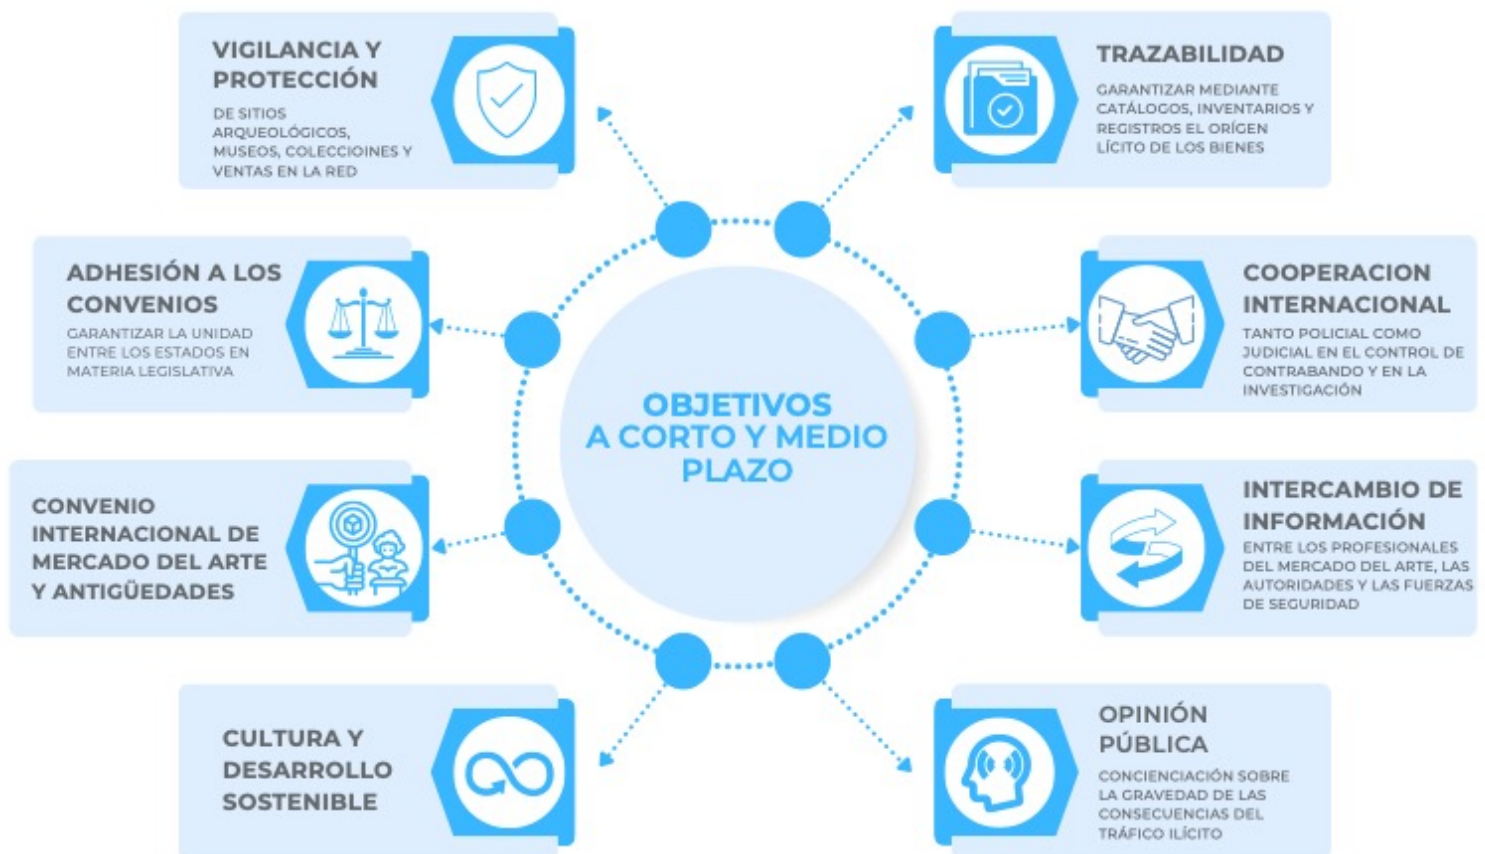 VIGILANCIA Y
PROTECCIÓN
DE SITIOS
ARQUEOLÓGICOS,
MUSEOS, COLECCIOINES Y
VENTAS EN LA RED
TRAZABILIDAD
GARANTIZAR MEDIANTE
CATÁLOGOS, INVENTARIOS Y
REGISTROS EL ORÍGEN
LÍCITO DE LOS BIENES
ADHESIÓN A LOS
CONVENIOS
GARANTIZAR LA UNIDAD
ENTRE LOS ESTADOS EN
MATERIA LEGISLATIVA
COOPERACION
INTERNACIONAL
TANTO POLICIAL COMO
JUDICIAL EN EL CONTROL DE
CONTRABANDO Y EN LA
INVESTIGACIÓN
OBJETIVOS
A CORTO Y MEDIO
PLAZO
CONVENIO
INTERNACIONAL DE
MERCADO DEL ARTE
Y ANTIGÜEDADES
INTERCAMBIO DE
INFORMACIÓN
ENTRE LOS PROFESIONALES
DEL MERCADO DEL ARTE, LAS
AUTORIDADES Y LAS FUERZAS
DE SEGURIDAD
CULTURA Y
DESARROLLO
SOSTENIBLE
OPINIÓN
PÚBLICA
CONCIENCIACIÓN SOBRE
LA GRAVEDAD DE LAS
CONSECUENCIAS DEL
TRÁFICO ILÍCITO